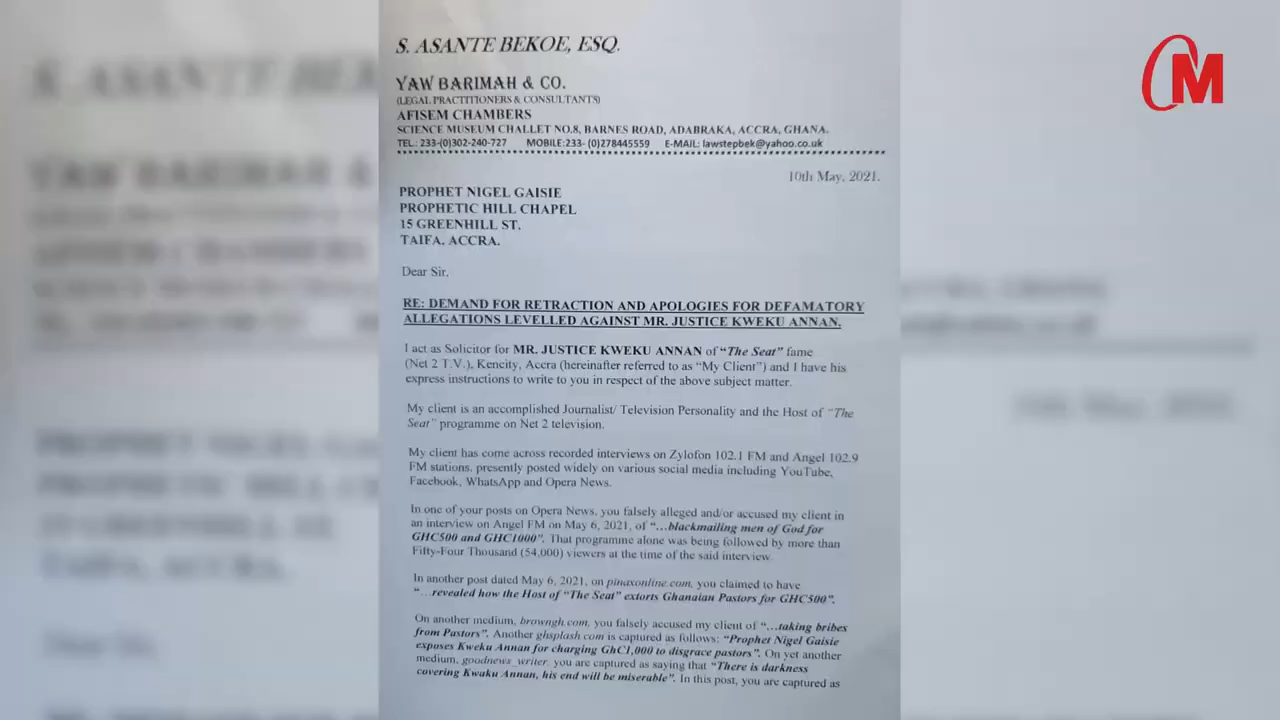 S. ASANTE BEKOE, ESQ.
YAW BARIMAH & CO.
(LEGAL PRACTITIONERS & CONSULTANTS)
AFISEM CHAMBERS
SCIENCE MUSEUM CHALLET NO.8, BARNES ROAD, ADABRAKA, ACCRA, GHANA.
TEL.: 233-(0)302-240-727 MOBILE:233- (0)278445559 E-MAIL: lawstepbek@yahoo.co.uk
10th May, 2021.
PROPHET NIGEL GAISIE
PROPHETIC HILL CHAPEL
15 GREENHILL ST.
TAIFA. ACCRA.
Dear Sir.
RE: DEMAND FOR RETRACTION AND APOLOGIES FOR DEFAMATORY
ALLEGATIONS LEVELLED AGAINST MR. JUSTICE KWEKU ANNAN.
I act as Solicitor for MR. JUSTICE KWEKU ANNAN of “The Seat” fame
(Net 2 T.V.), Kencity, Accra (hereinafter referred to as “My Client”) and I have his
express instructions to write to you in respect of the above subject matter.
My client is an accomplished Journalist/ Television Personality and the Host of “The
Seat” programme on Net 2 television.
My client has come across recorded interviews on Zylofon 102.1 FM and Angel 102.9
FM stations, presently posted widely on various social media including YouTube,
Facebook, WhatsApp and Opera News.
In one of your posts on Opera News, you falsely alleged and/or accused my client in
an interview on Angel FM on May 6, 2021, of “…blackmailing men of God for
GHC500 and GHC1000”. That programme alone was being followed by more than
Fifty-Four Thousand (54,000) viewers at the time of the said interview.
In another post dated May 6, 2021, on pinaxonline.com, you claimed to have
“…revealed how the Host of “The Seat” extorts Ghanaian Pastors for GHC500”.
On another medium, browngh.com, you falsely accused my client of “…taking bribes
from Pastors”. Another ghsplash.com is captured as follows: “Prophet Nigel Gaisie
exposes Kweku Annan for charging GhC1,000 to disgrace pastors”. On yet another
medium, goodnews_writer, you are captured as saying that “There is darkness
covering Kwaku Annan, his end will be miserable”. In this post, you are captured as
M